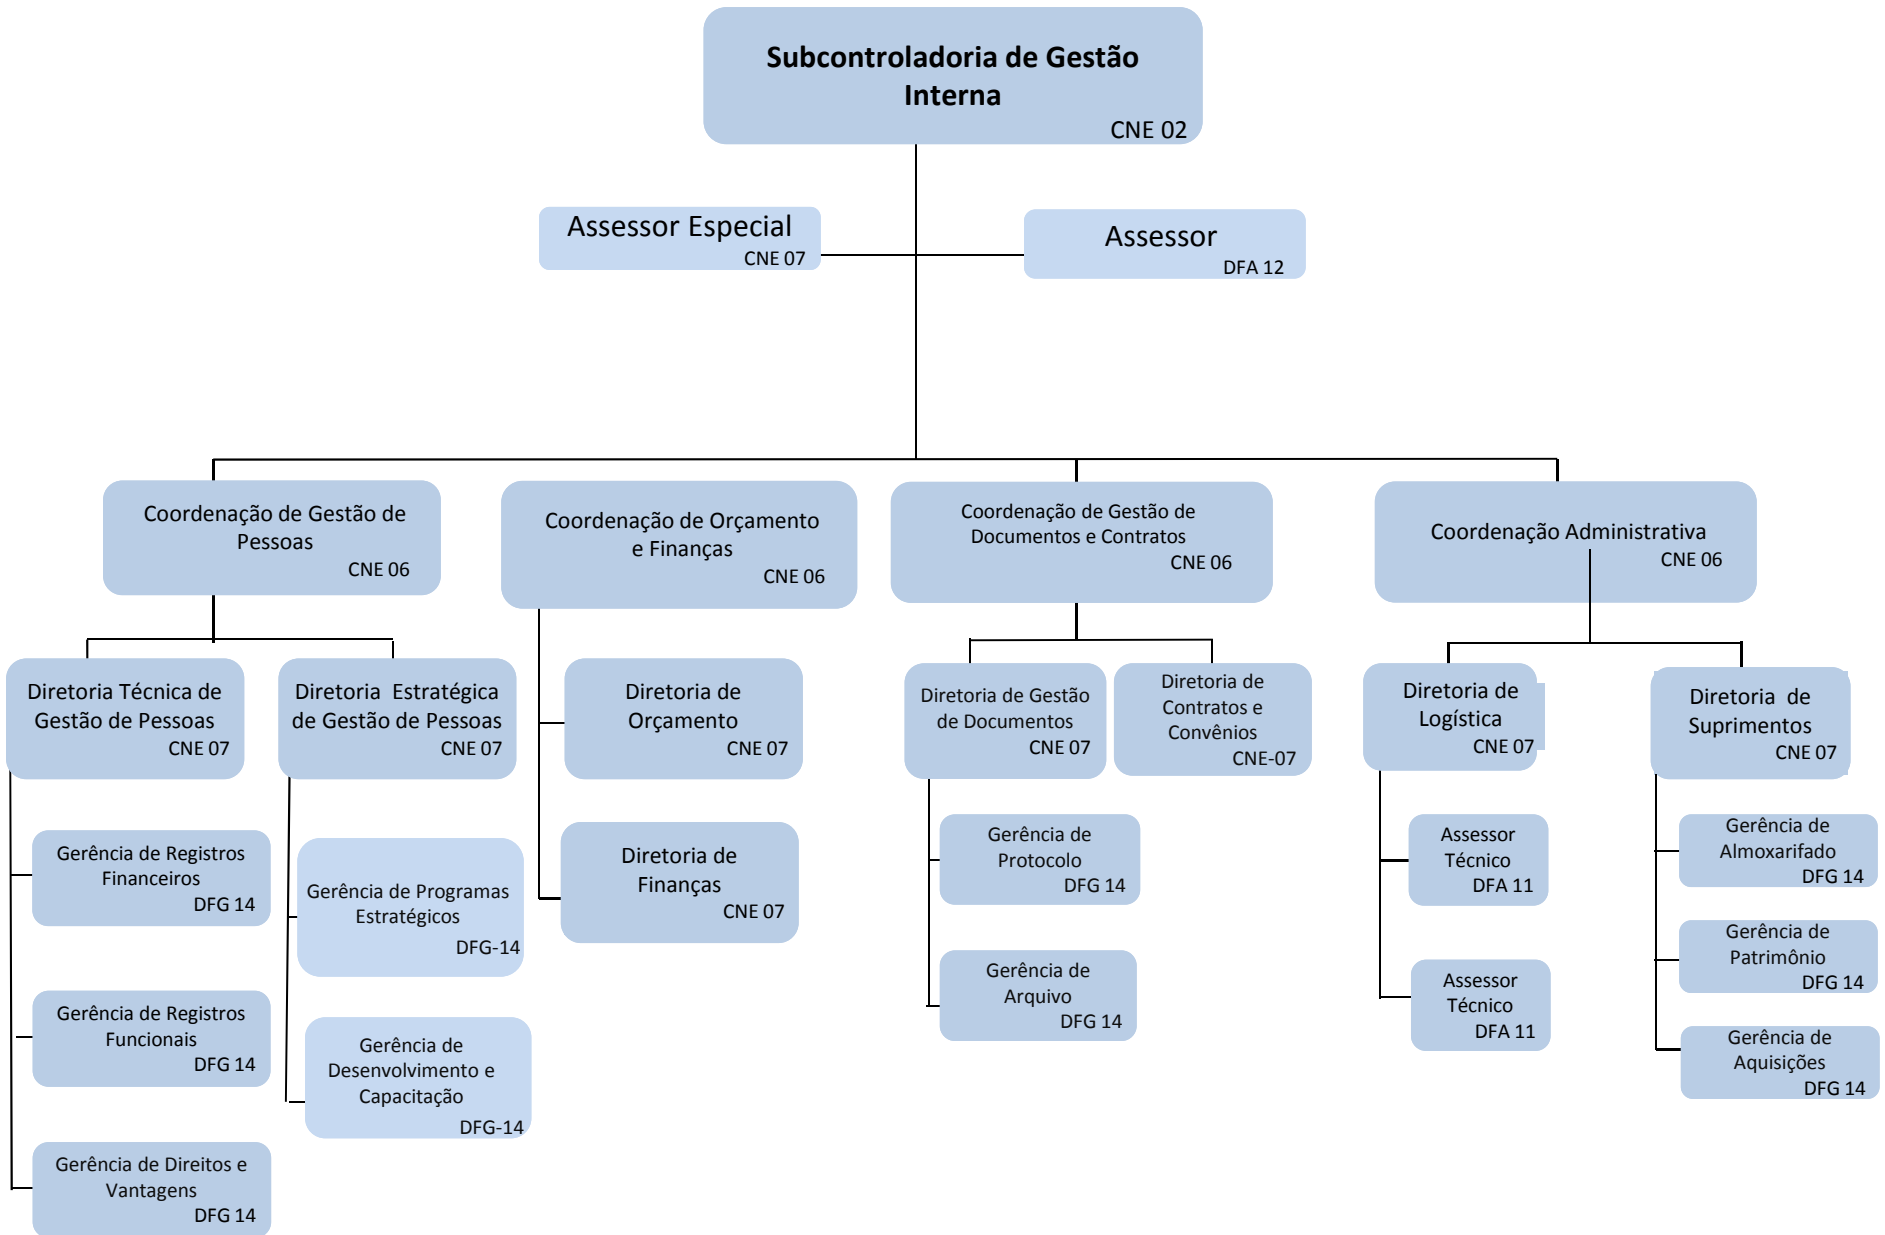 Subcontroladoria de Gestão
Interna
CNE 02
Assessor Especial
CNE 07
Assessor
DFA 12
Coordenação de Gestão de
Pessoas
CNE 06
Coordenação de Orçamento
e Finanças
CNE 06
Coordenação de Gestão de
Documentos e Contratos
CNE 06
Coordenação Administrativa
CNE 06
Diretoria Técnica de
Gestão de Pessoas
CNE 07
Diretoria Estratégica
de Gestão de Pessoas
CNE 07
Diretoria de
Orçamento
CNE 07
Diretoria de Gestão
de Documentos
CNE 07
Diretoria de
Contratos e
Convênios
CNE-07
Diretoria de
Logística
CNE 07
Diretoria de
Suprimentos
CNE 07
Gerência de Registros
Financeiros
DFG 14
Gerência de Programas
Estratégicos
DFG-14
Diretoria de
Finanças
CNE 07
Gerência de
Protocolo
DFG 14
Assessor
Técnico
DFA 11
Gerência de
Almoxarifado
DFG 14
Gerência de
Patrimônio
DFG 14
Gerência de Registros
Funcionais
DFG 14
Gerência de
Desenvolvimento e
Capacitação
DFG-14
Gerência de
Arquivo
DFG 14
Assessor
Técnico
DFA 11
Gerência de
Aquisições
DFG 14
Gerência de Direitos e
Vantagens
DFG 14